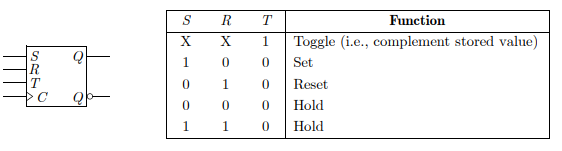 S Q
R
T
C Q
S R T Function
X X 1 Toggle (i.e., complement stored value)
1 0 0 Set
0 1 0 Reset
0 0 0 Hold
1 1 0 Hold